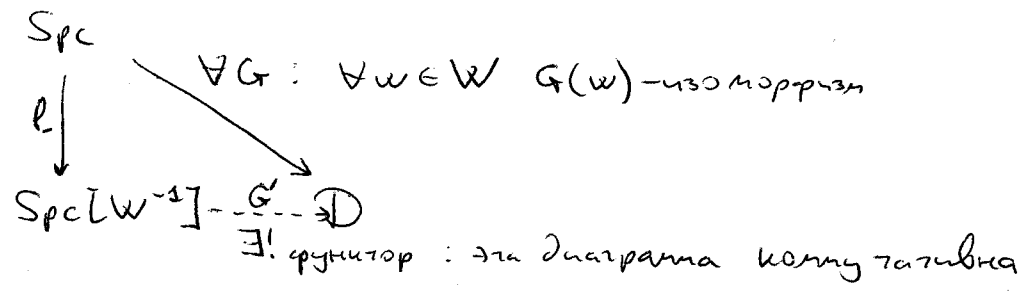 Spc
∀G : ∀w ∈ W G(w) – изоморфизм
l
Spc[W⁻¹] G' D
∃! функтор : эта диаграмма коммутативна